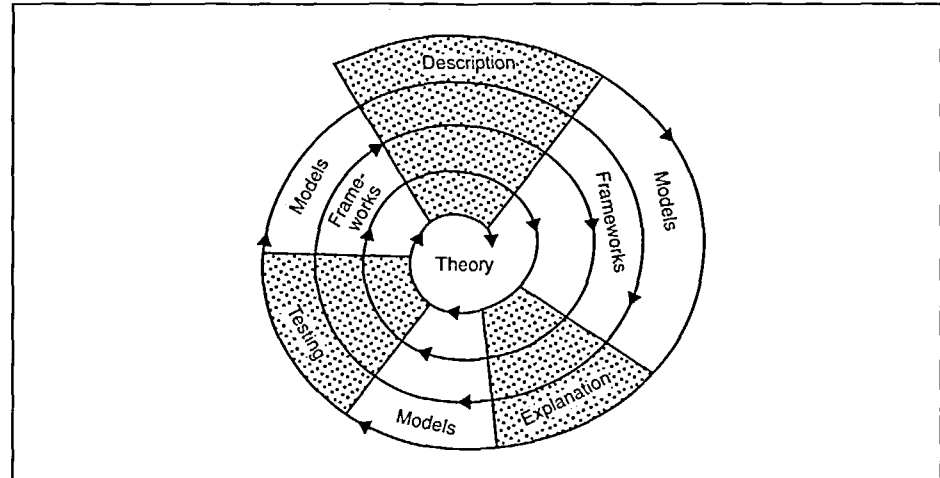 Description
Models
Frame-
works
Frameworks
Models
Theory
Testing
Models
Explanation